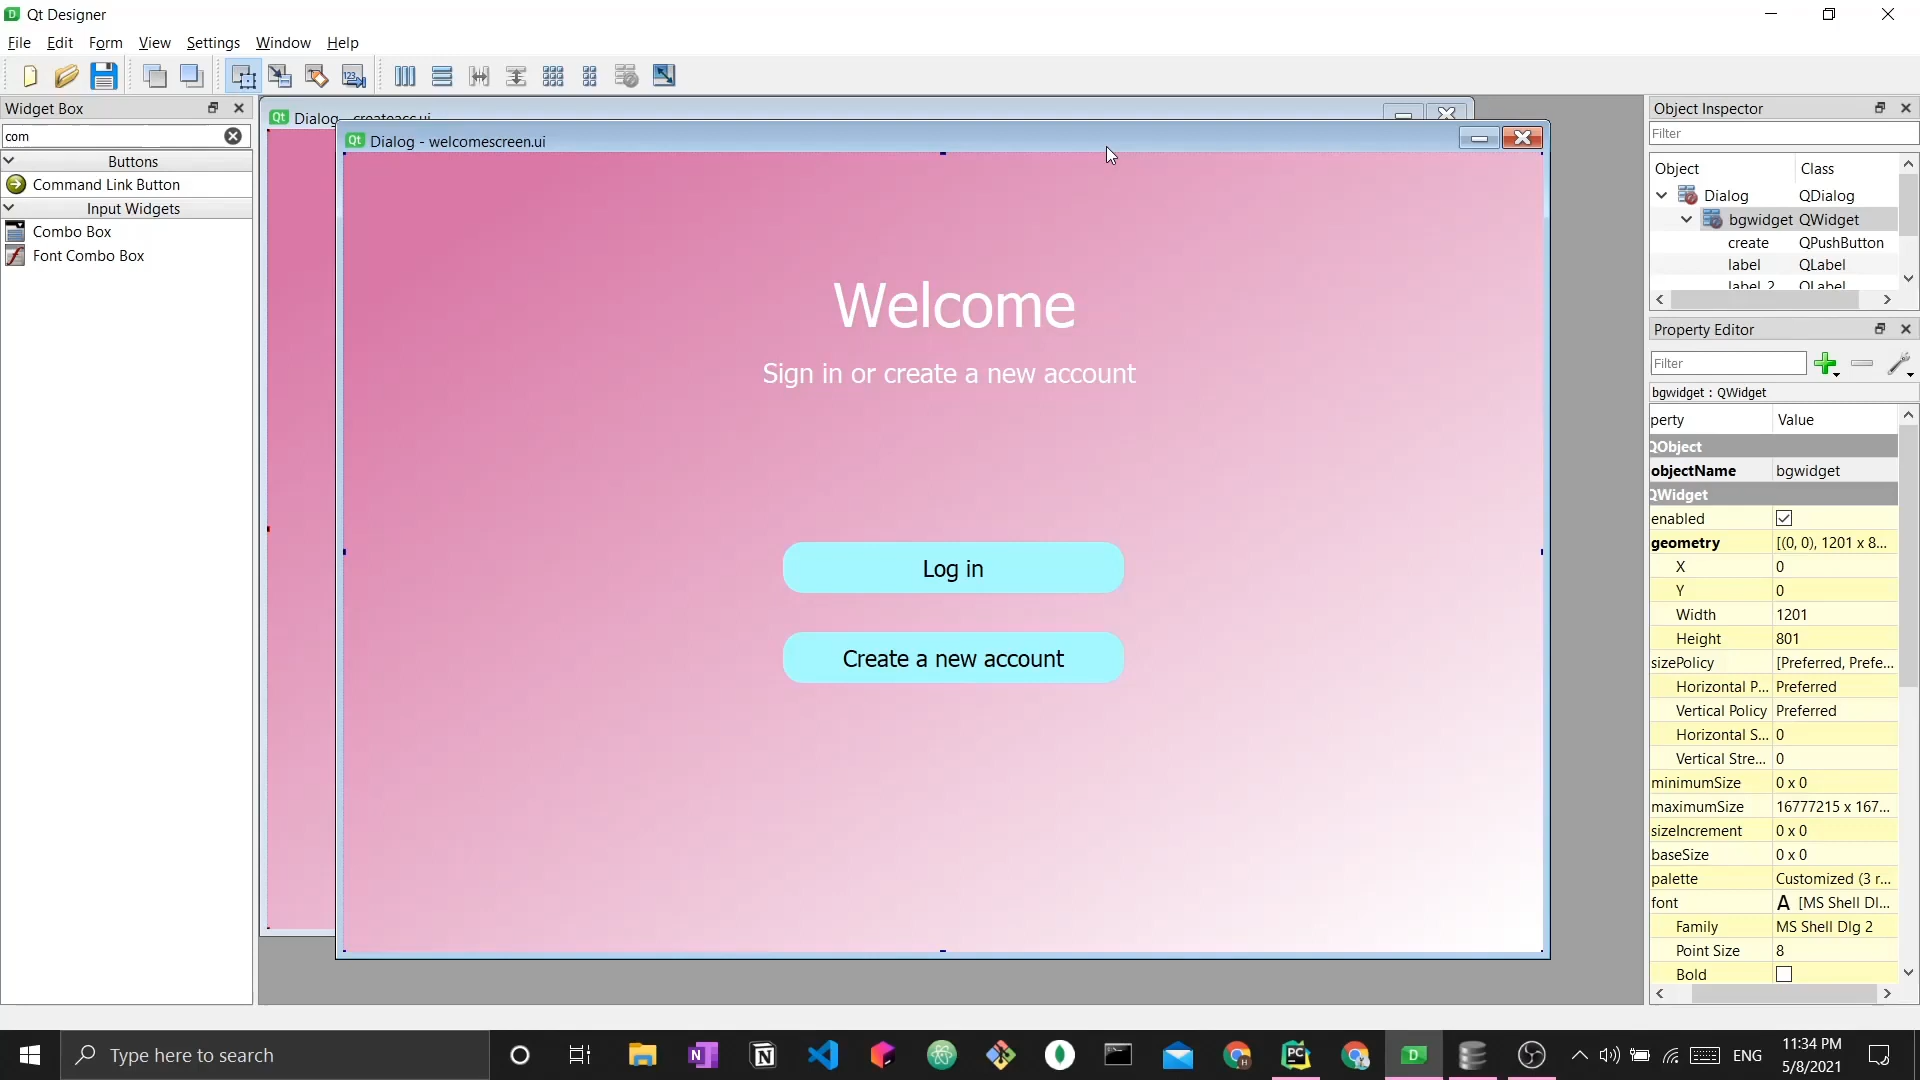 Qt Designer
File Edit Form View Settings Window Help
Widget Box
com
Buttons
Command Link Button
Input Widgets
Combo Box
Font Combo Box
Dialog - createacc.ui
Dialog - welcomescreen.ui
Welcome
Sign in or create a new account
Log in
Create a new account
Object Inspector
Filter
Object Class
Dialog QDialog
bgwidget QWidget
create QPushButton
label QLabel
label_2 QLabel
Property Editor
Filter
bgwidget : QWidget
perty Value
QObject
objectName bgwidget
QWidget
enabled
geometry [(0, 0), 1201 x 8...
X 0
Y 0
Width 1201
Height 801
sizePolicy [Preferred, Prefe...
Horizontal P... Preferred
Vertical Policy Preferred
Horizontal S... 0
Vertical Stre... 0
minimumSize 0 x 0
maximumSize 16777215 x 167...
sizeIncrement 0 x 0
baseSize 0 x 0
palette Customized (3 r...
font A [MS Shell Dl...
Family MS Shell Dlg 2
Point Size 8
Bold
Type here to search
ENG
11:34 PM
5/8/2021